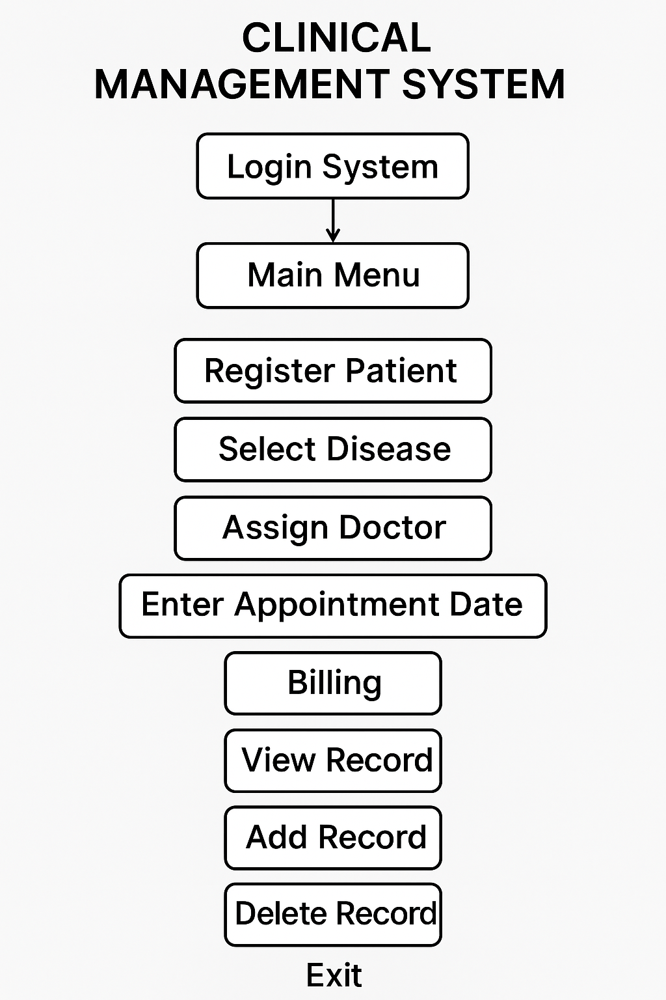 CLINICAL
MANAGEMENT SYSTEM
Login System
Main Menu
Register Patient
Select Disease
Assign Doctor
Enter Appointment Date
Billing
View Record
Add Record
Delete Record
Exit